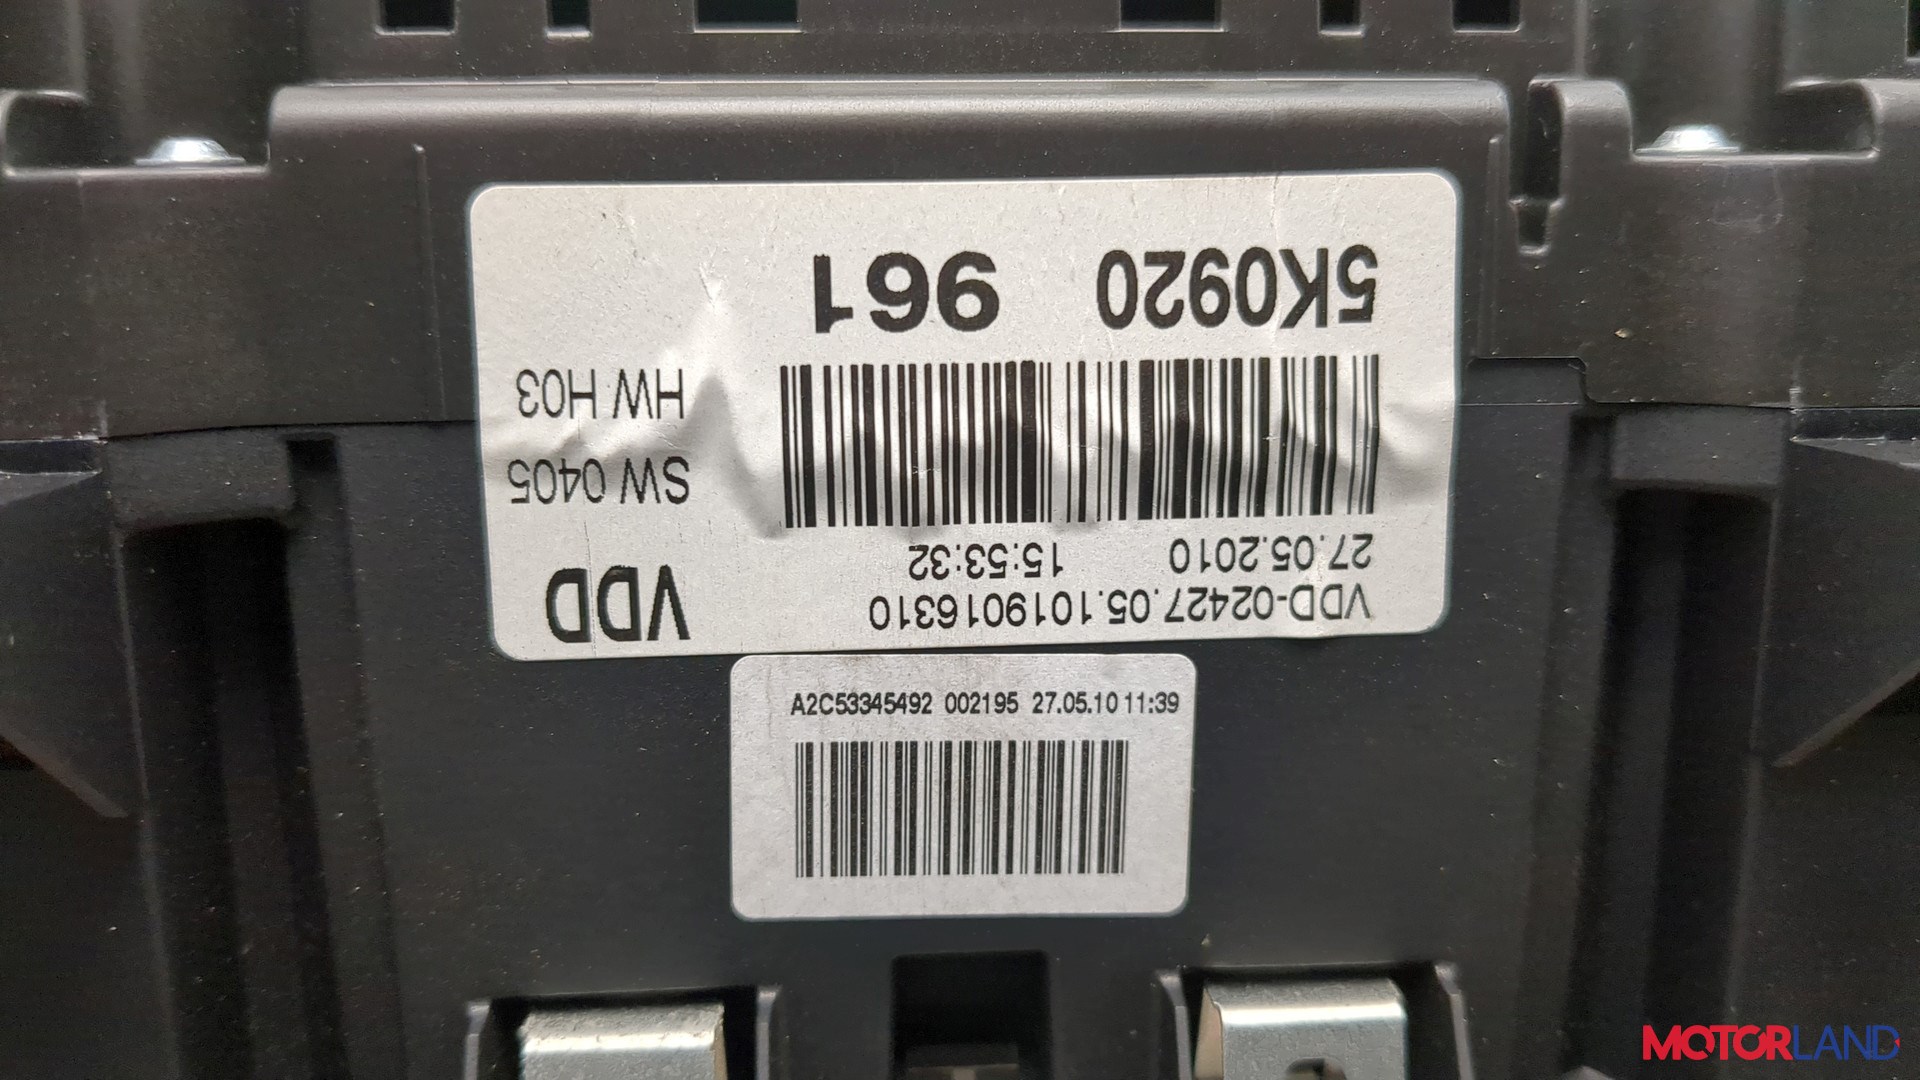 5K0920 961
HW H03
SW 0405
27.05.2010 15:53:32
VDD-02427.05.1019016310
VDD
A2C53345492 002195 27.05.10 11:39
MOTORLAND